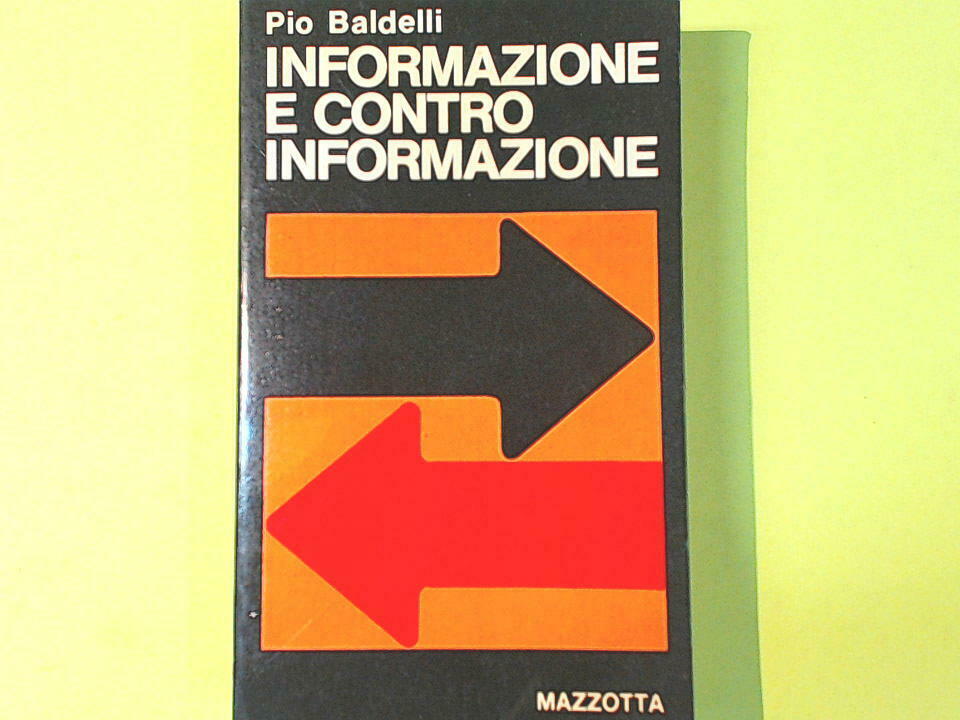 Pio Baldelli
INFORMAZIONE
E CONTRO
INFORMAZIONE
MAZZOTTA